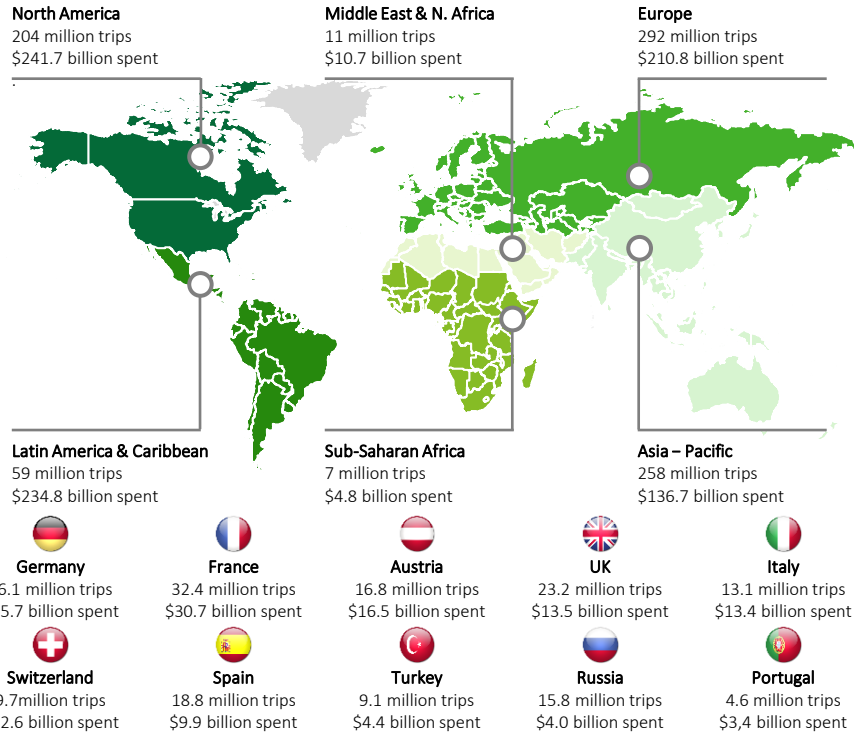 North America
204 million trips
$241.7 billion spent
Middle East & N. Africa
11 million trips
$10.7 billion spent
Europe
292 million trips
$210.8 billion spent
Latin America & Caribbean
59 million trips
$234.8 billion spent
Sub-Saharan Africa
7 million trips
$4.8 billion spent
Asia – Pacific
258 million trips
$136.7 billion spent
Germany
6.1 million trips
5.7 billion spent
France
32.4 million trips
$30.7 billion spent
Austria
16.8 million trips
$16.5 billion spent
UK
23.2 million trips
$13.5 billion spent
Italy
13.1 million trips
$13.4 billion spent
Switzerland
9.7million trips
2.6 billion spent
Spain
18.8 million trips
$9.9 billion spent
Turkey
9.1 million trips
$4.4 billion spent
Russia
15.8 million trips
$4.0 billion spent
Portugal
4.6 million trips
$3,4 billion spent